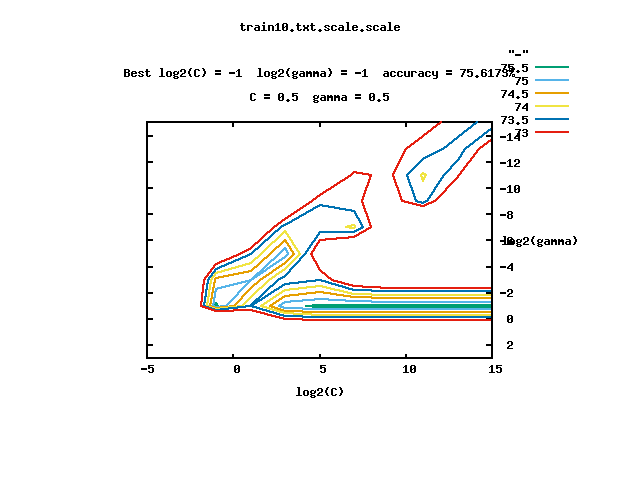 train10.txt.scale.scale
"-"
Best log2(C) = -1  log2(gamma) = -1  accuracy = 75.6173%
75.5
75
C = 0.5  gamma = 0.5
74.5
74
73.5
73
-14
-12
-10
-8
-6
log2(gamma)
-4
-2
0
2
-5 0 5 10 15
log2(C)